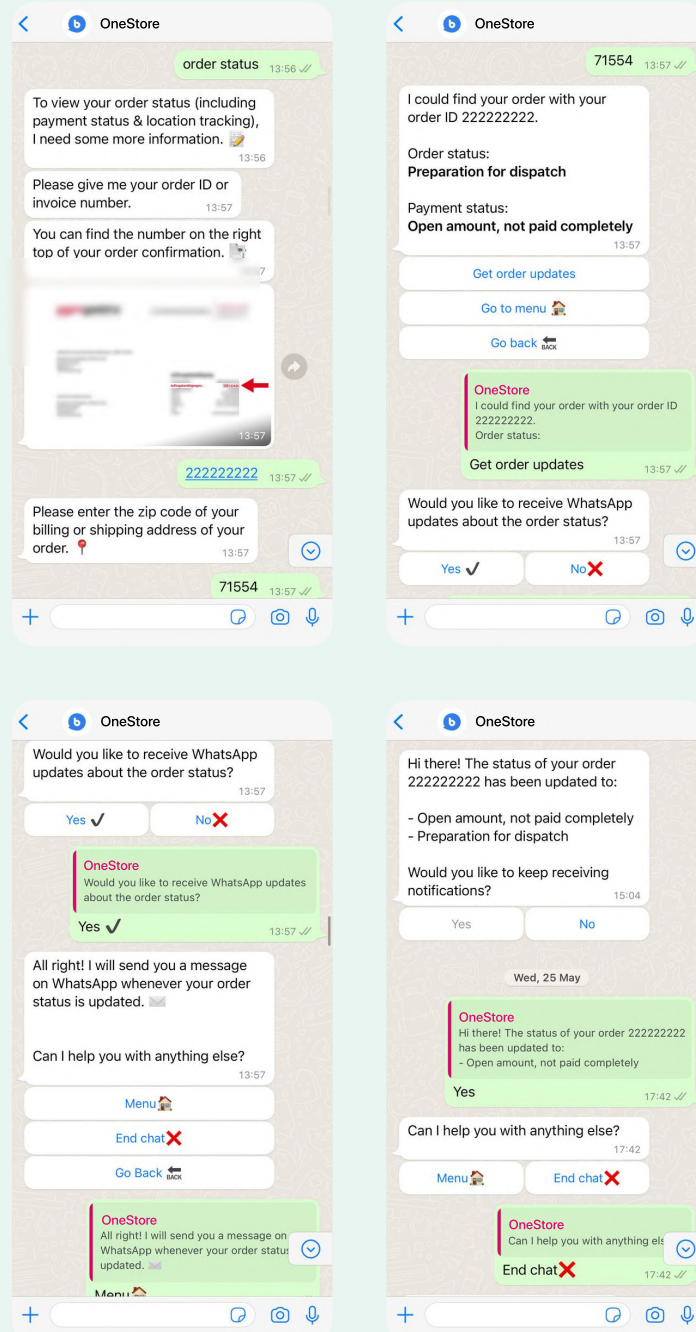 OneStore
order status 13:56
To view your order status (including
payment status & location tracking),
I need some more information. 📝
13:56
Please give me your order ID or
invoice number.
13:57
You can find the number on the right
top of your order confirmation.
13:57
222222222 13:57
Please enter the zip code of your
billing or shipping address of your
order. 📍
13:57
71554 13:57
OneStore
71554 13:57
I could find your order with your
order ID 222222222.
Order status:
Preparation for dispatch
Payment status:
Open amount, not paid completely
13:57
Get order updates
Go to menu 🏠
Go back 🔙
OneStore
I could find your order with your order ID
222222222.
Order status:
Get order updates 13:57
Would you like to receive WhatsApp
updates about the order status?
13:57
Yes ✔️ No❌
OneStore
Would you like to receive WhatsApp
updates about the order status?
13:57
Yes ✔️ No❌
OneStore
Would you like to receive WhatsApp updates
about the order status?
Yes ✔️ 13:57
All right! I will send you a message
on WhatsApp whenever your order
status is updated. ✉️
Can I help you with anything else?
13:57
Menu🏠
End chat❌
Go Back 🔙
OneStore
All right! I will send you a message on
WhatsApp whenever your order status
updated. ✉️
Menu🏠
OneStore
Hi there! The status of your order
222222222 has been updated to:
- Open amount, not paid completely
- Preparation for dispatch
Would you like to keep receiving
notifications?
15:04
Yes No
Wed, 25 May
OneStore
Hi there! The status of your order 222222222
has been updated to:
- Open amount, not paid completely
Yes 17:42
Can I help you with anything else?
17:42
Menu🏠 End chat❌
OneStore
Can I help you with anything els
End chat❌ 17:42